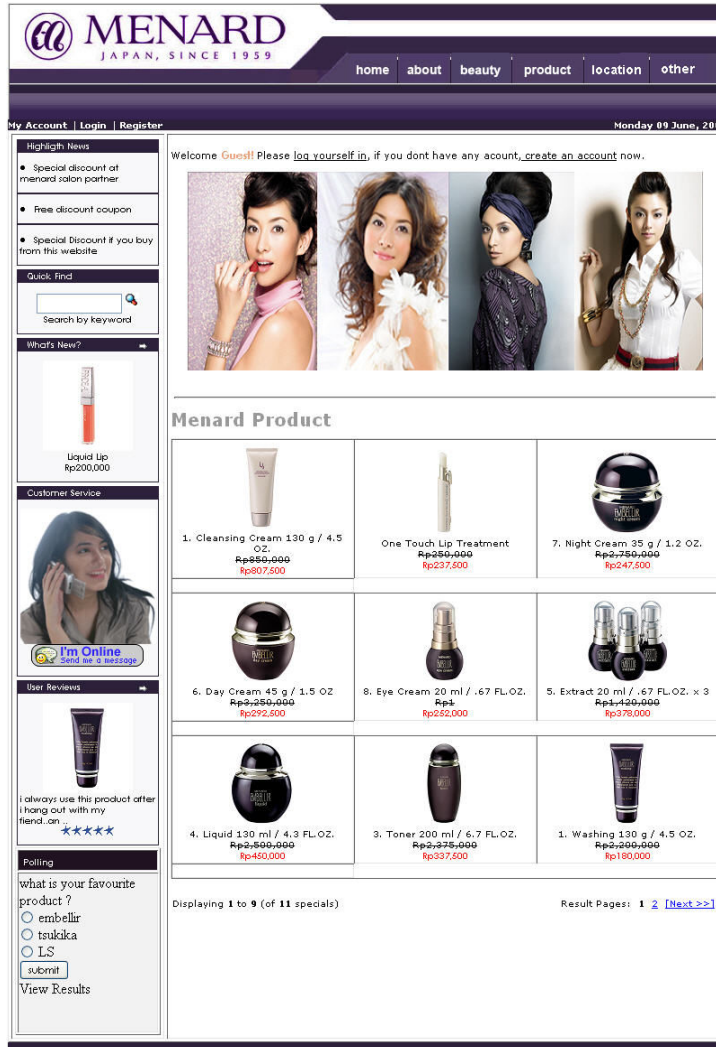 MENARD
JAPAN, SINCE 1959
home about beauty product location other
My Account | Login | Register
Monday 09 June, 20
Highligth News
Special discount at
menard salon partner
Free discount coupon
Special Discount if you buy
from this website
Quick Find
Search by keyword
What's New?
Liquid Lip
Rp200,000
Customer Service
I'm Online
Send me a message
User Reviews
i always use this product after
i hang out with my
fiend..an ..
Polling
what is your favourite
product ?
embellir
tsukika
LS
submit
View Results
Welcome Guest! Please log yourself in, if you dont have any acount, create an account now.
Menard Product
1. Cleansing Cream 130 g / 4.5
OZ.
Rp850,000
Rp807,500
One Touch Lip Treatment
Rp250,000
Rp237,500
7. Night Cream 35 g / 1.2 OZ.
Rp2,750,000
Rp247,500
6. Day Cream 45 g / 1.5 OZ
Rp3,250,000
Rp292,500
8. Eye Cream 20 ml / .67 FL.OZ.
Rp1
Rp252,000
5. Extract 20 ml / .67 FL.OZ. x 3
Rp1,420,000
Rp378,000
4. Liquid 130 ml / 4.3 FL.OZ.
Rp2,500,000
Rp450,000
3. Toner 200 ml / 6.7 FL.OZ.
Rp2,375,000
Rp337,500
1. Washing 130 g / 4.5 OZ.
Rp2,200,000
Rp180,000
Displaying 1 to 9 (of 11 specials)
Result Pages: 1 2 [Next >>]